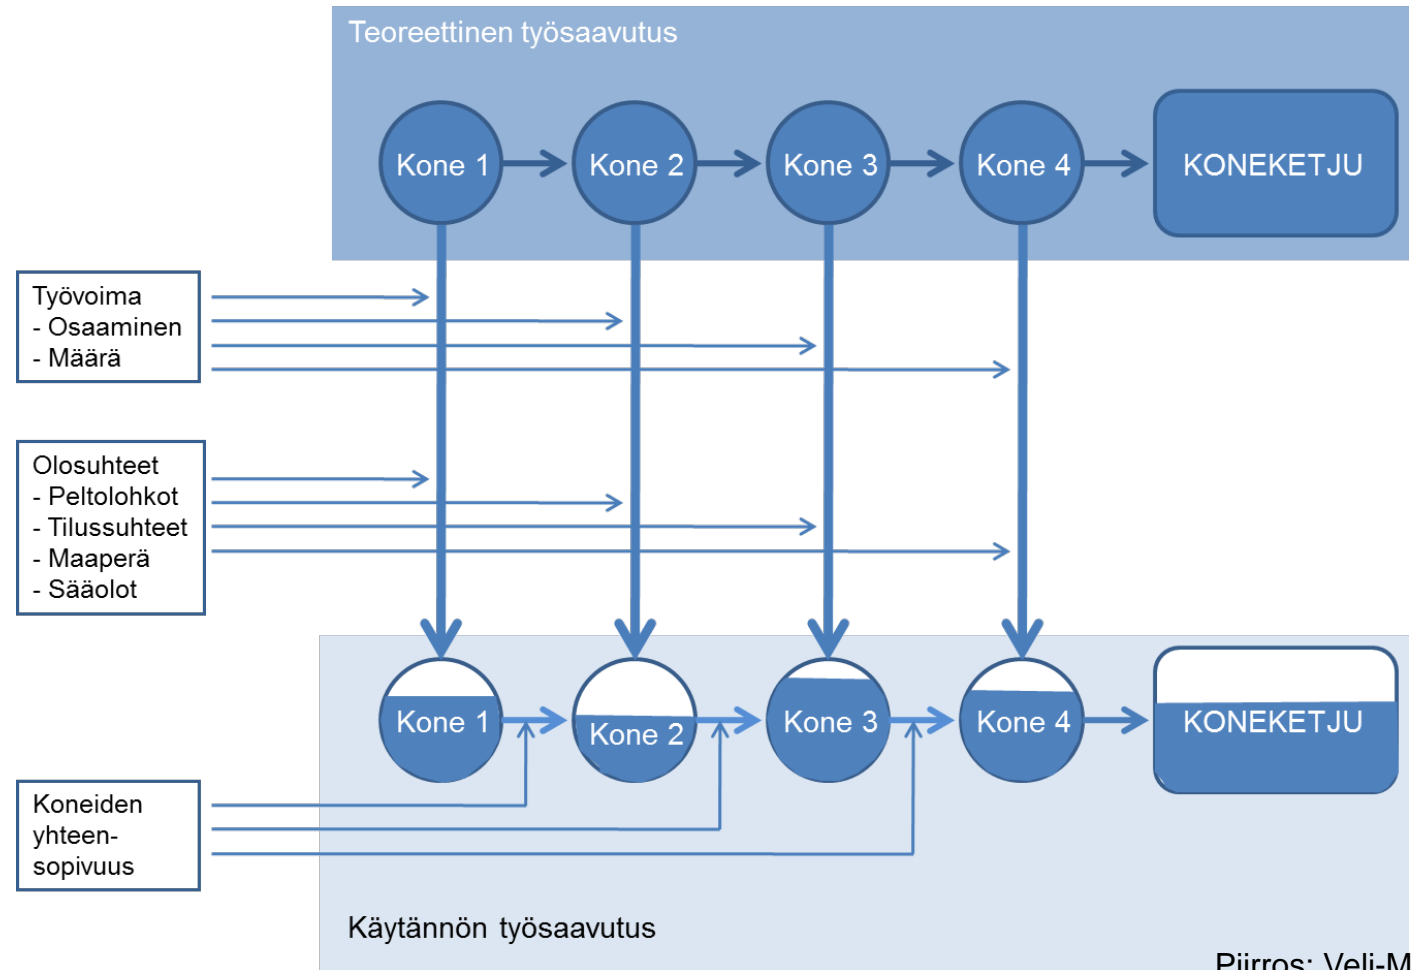 Teoreettinen työsaavutus
Kone 1
Kone 2
Kone 3
Kone 4
KONEKETJU
Työvoima
- Osaaminen
- Määrä
Olosuhteet
- Peltolohkot
- Tilussuhteet
- Maaperä
- Sääolot
Kone 1
Kone 2
Kone 3
Kone 4
KONEKETJU
Koneiden
yhteen-
sopivuus
Käytännön työsaavutus
Piirros: Veli-M